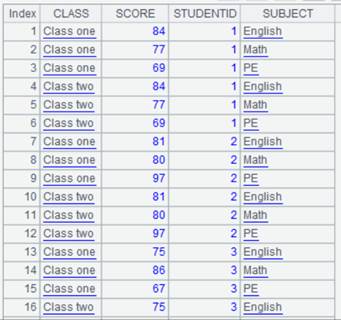 Index CLASS SCORE STUDENTID SUBJECT
1 Class one 84 1 English
2 Class one 77 1 Math
3 Class one 69 1 PE
4 Class two 84 1 English
5 Class two 77 1 Math
6 Class two 69 1 PE
7 Class one 81 2 English
8 Class one 80 2 Math
9 Class one 97 2 PE
10 Class two 81 2 English
11 Class two 80 2 Math
12 Class two 97 2 PE
13 Class one 75 3 English
14 Class one 86 3 Math
15 Class one 67 3 PE
16 Class two 75 3 English